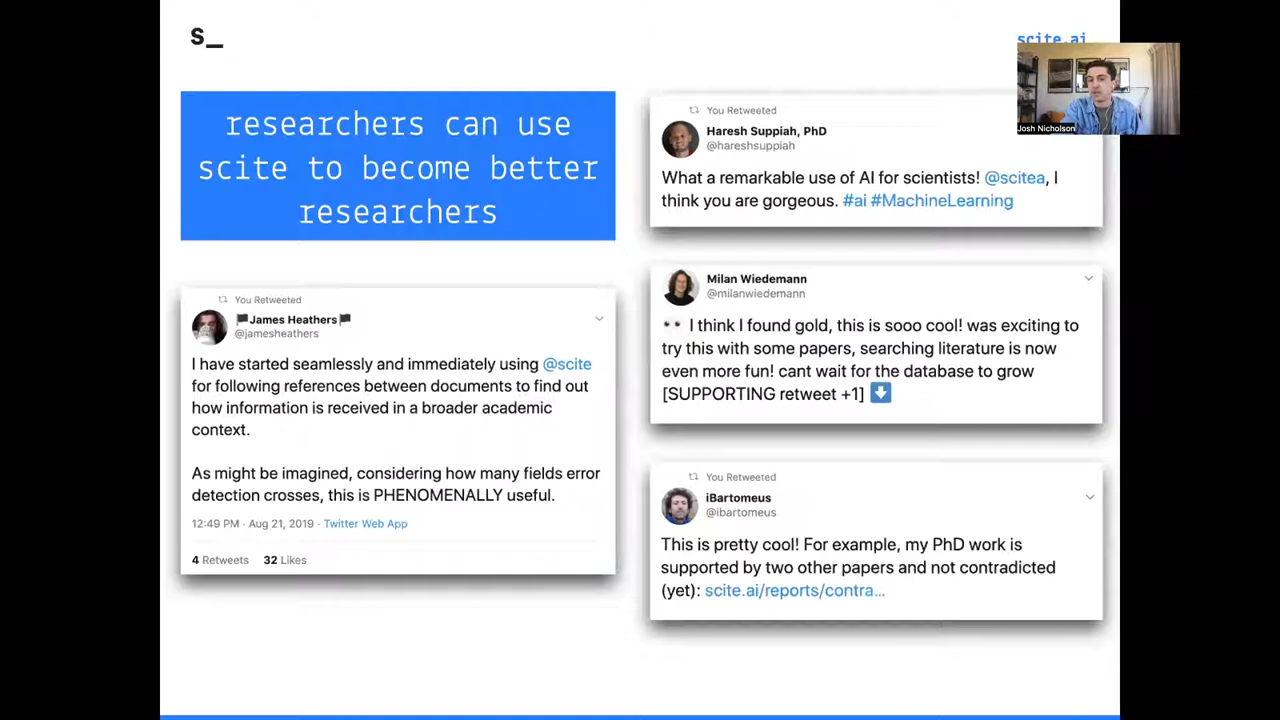 s_
scite.ai
Josh Nicholson
researchers can use
scite to become better
researchers
You Retweeted
🏴James Heathers🏴
@jamesheathers
I have started seamlessly and immediately using @scite
for following references between documents to find out
how information is received in a broader academic
context.
As might be imagined, considering how many fields error
detection crosses, this is PHENOMENALLY useful.
12:49 PM · Aug 21, 2019 · Twitter Web App
4 Retweets 32 Likes
You Retweeted
Haresh Suppiah, PhD
@hareshsuppiah
What a remarkable use of AI for scientists! @scitea, I
think you are gorgeous. #ai #MachineLearning
Milan Wiedemann
@milanwiedemann
👀 I think I found gold, this is sooo cool! was exciting to
try this with some papers, searching literature is now
even more fun! cant wait for the database to grow
[SUPPORTING retweet +1] ⬇️
You Retweeted
iBartomeus
@ibartomeus
This is pretty cool! For example, my PhD work is
supported by two other papers and not contradicted
(yet): scite.ai/reports/contra...